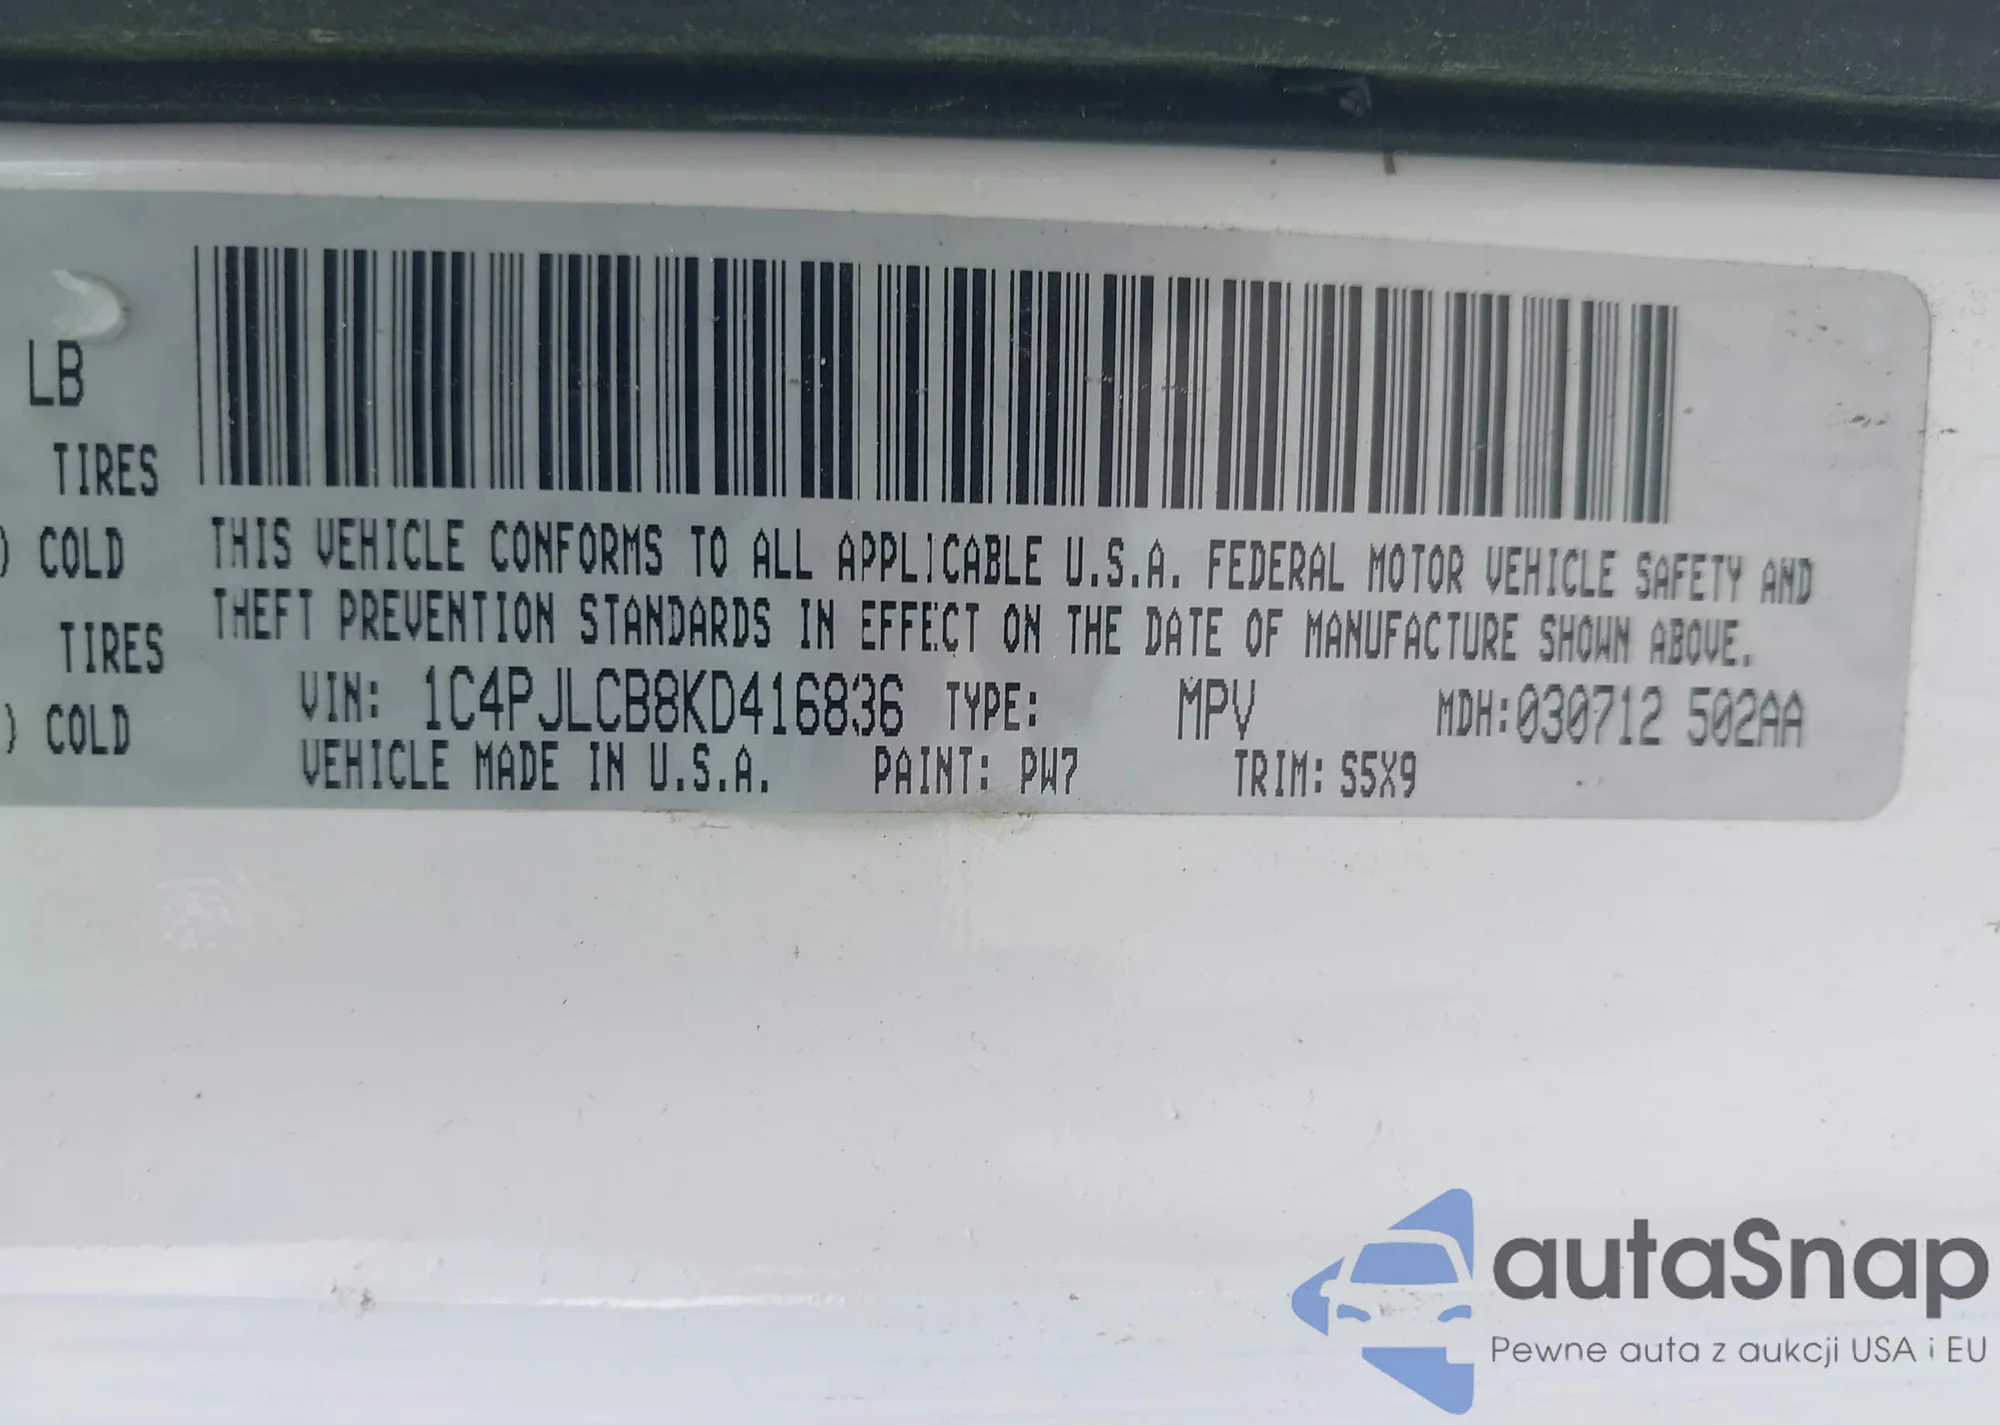 LB
TIRES
) COLD
TIRES
) COLD
THIS VEHICLE CONFORMS TO ALL APPLICABLE U.S.A. FEDERAL MOTOR VEHICLE SAFETY AND
THEFT PREVENTION STANDARDS IN EFFECT ON THE DATE OF MANUFACTURE SHOWN ABOVE.
VIN: 1C4PJLCB8KD416836 TYPE: MPV MDH:030712 502AA
VEHICLE MADE IN U.S.A. PAINT: PW7 TRIM: S5X9
autaSnap
Pewne auta z aukcji USA i EU